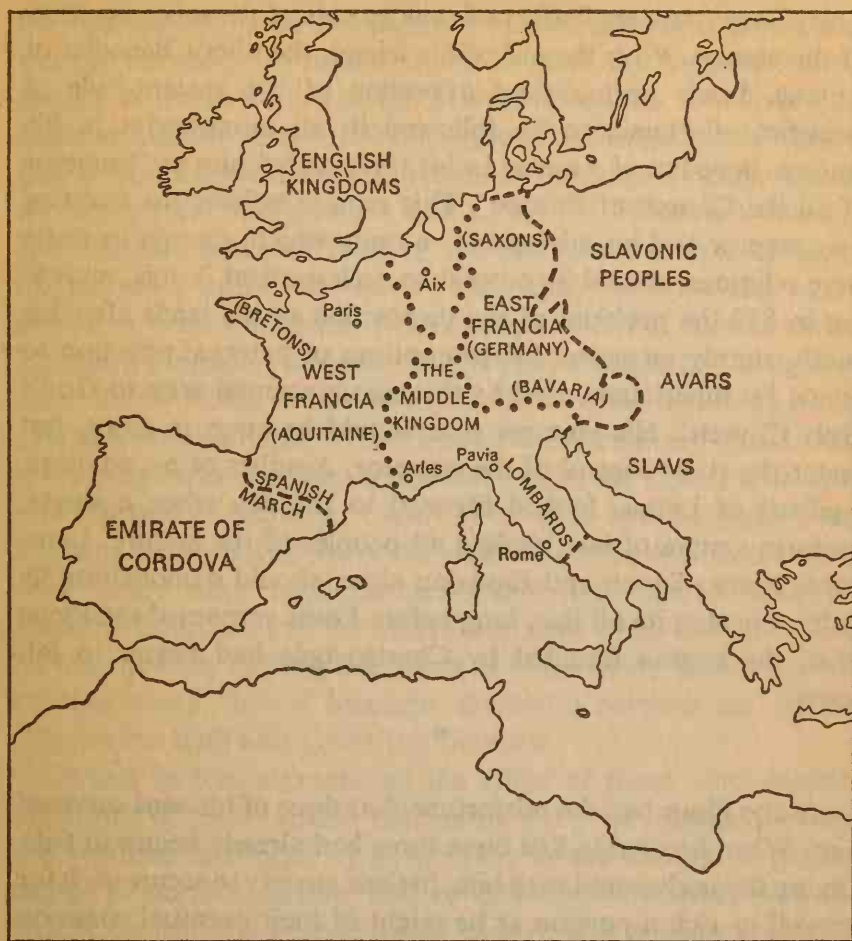 ENGLISH
KINGDOMS
(SAXONS)
SLAVONIC
PEOPLES
Aix
Paris
(BRETONS)
EAST
FRANCIA
(GERMANY)
WEST
FRANCIA
(AQUITAINE)
THE
MIDDLE
KINGDOM
(BAVARIA)
AVARS
SLAVS
Pavia
Arles
LOMBARDS
Rome
SPANISH
MARCH
EMIRATE OF
CORDOVA